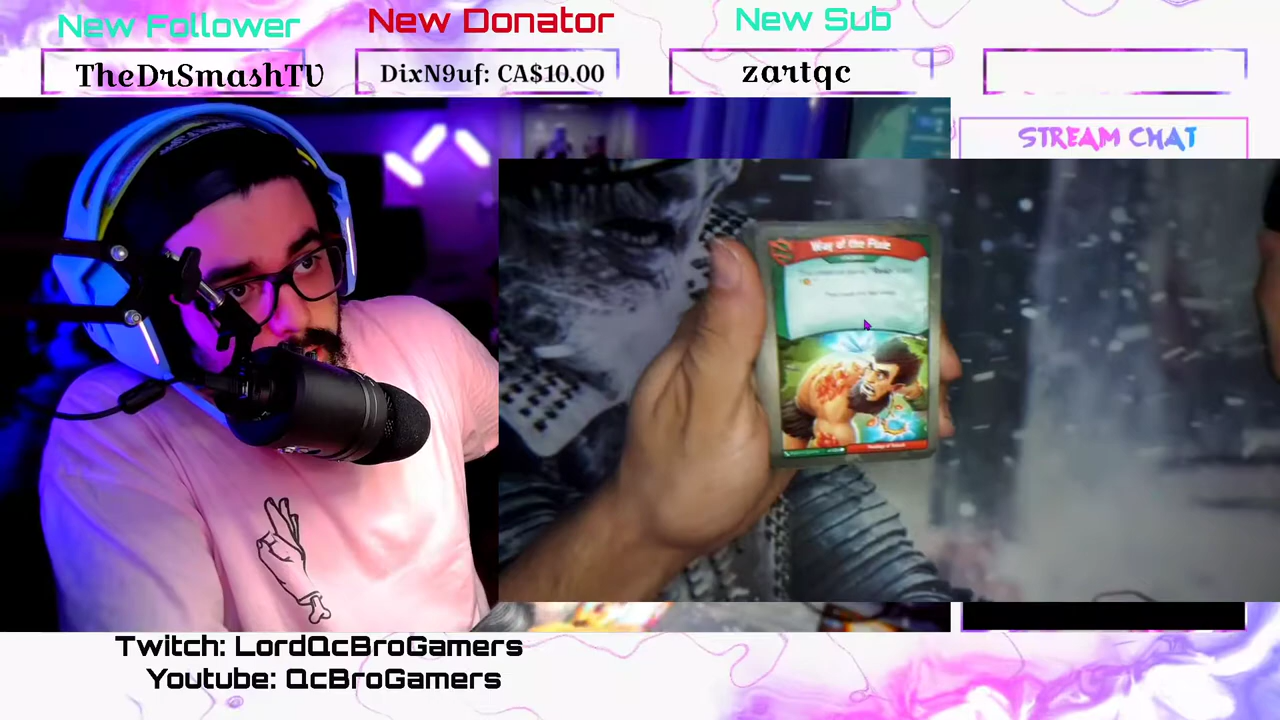 New Follower
New Donator
New Sub
TheDrSmashTV
DixN9uf: CA$10.00
zartqc
STREAM CHAT
Way of the
Twitch: LordQcBroGamers
Youtube: QcBroGamers